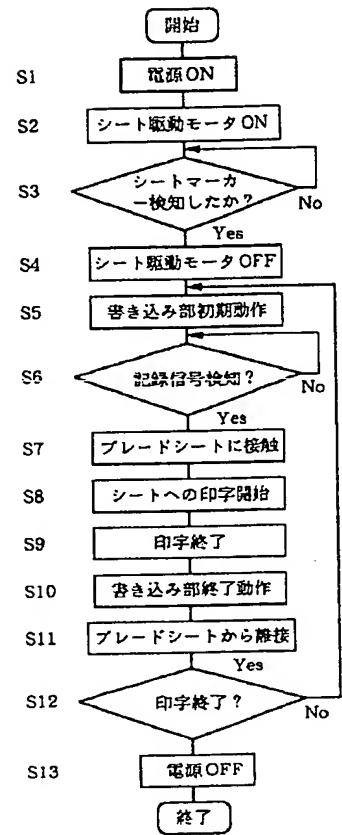 開始
S1
電源ON
S2
シート駆動モータON
S3
シートマーカ
ー検知したか?
No
Yes
S4
シート駆動モータOFF
S5
書き込み部初期動作
S6
記録信号検知?
No
Yes
S7
ブレードシートに接触
S8
シートへの印字開始
S9
印字終了
S10
書き込み部終了動作
S11
ブレードシートから離接
Yes
S12
印字終了?
No
S13
電源OFF
終了